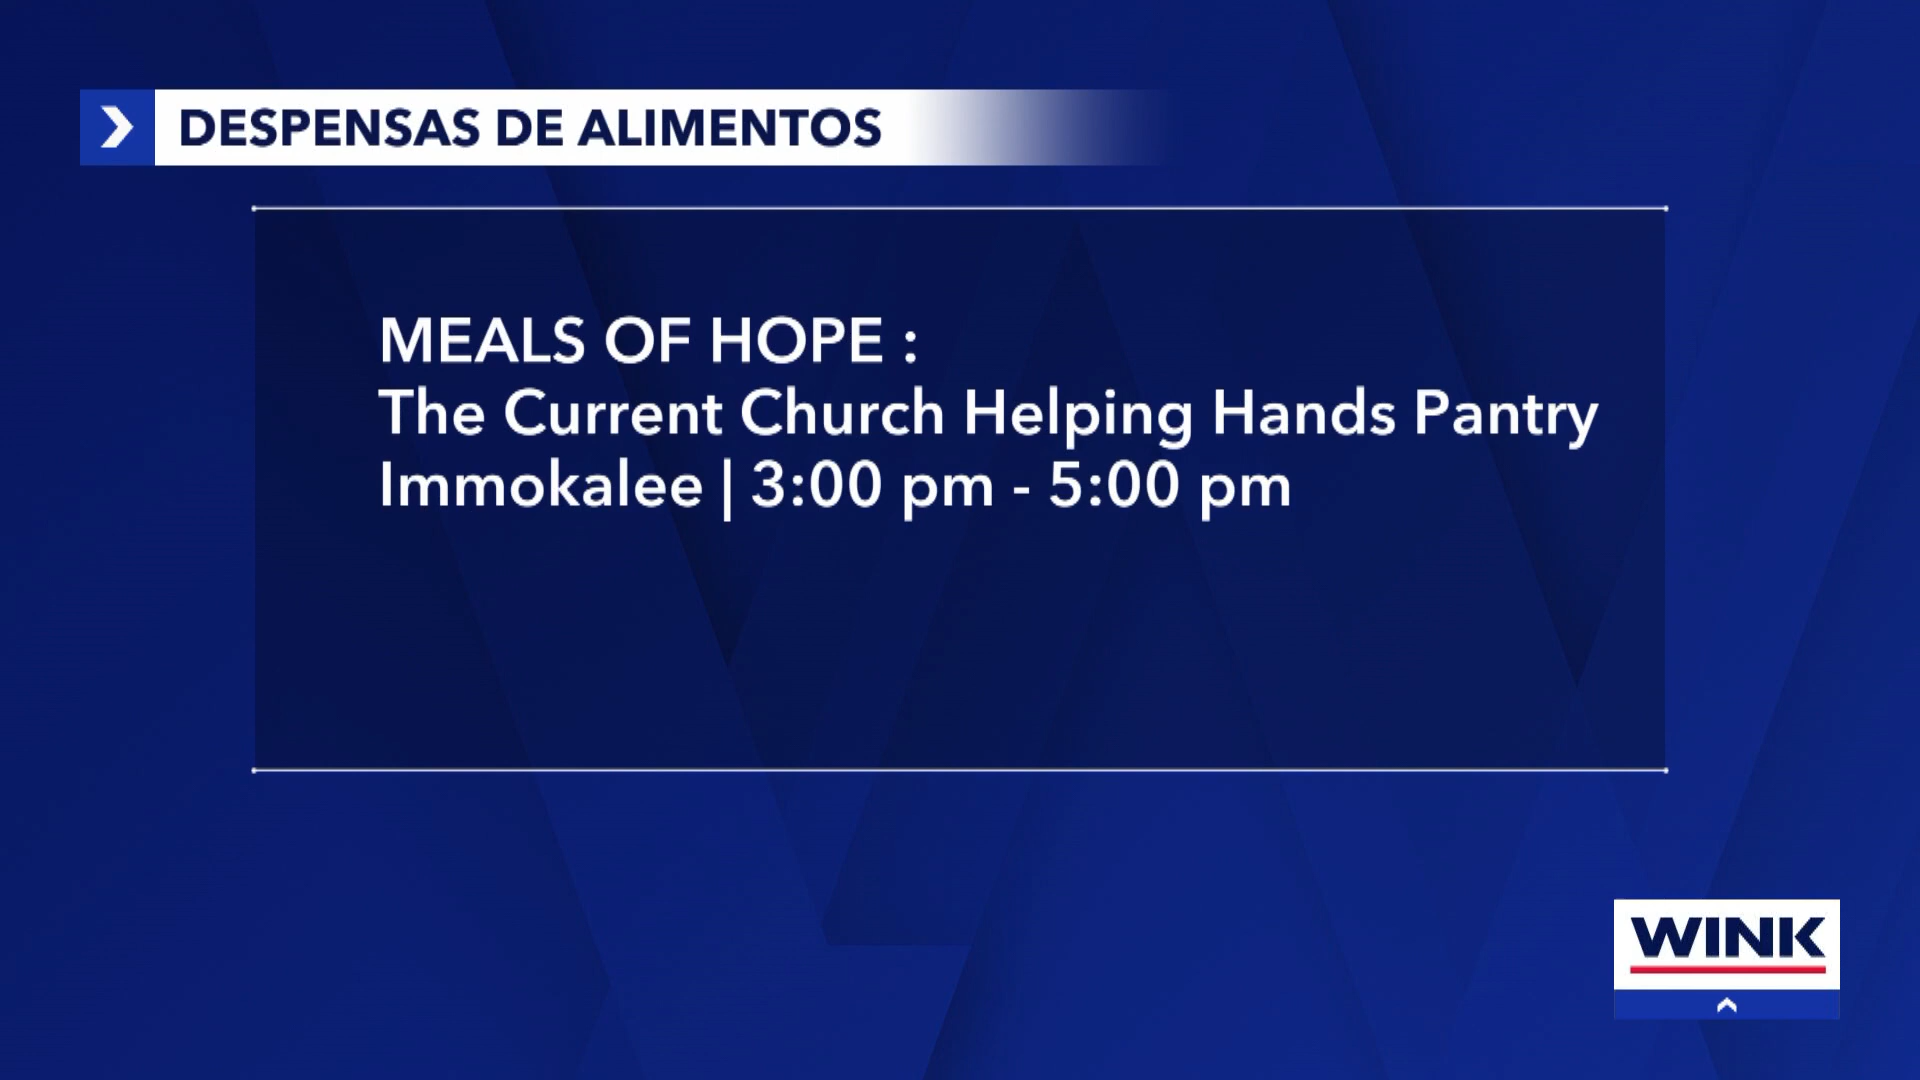 DESPENSAS DE ALIMENTOS
MEALS OF HOPE :
The Current Church Helping Hands Pantry
Immokalee | 3:00 pm - 5:00 pm
WINK